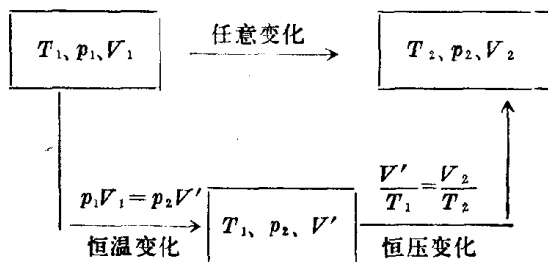 T₁、p₁、V₁ 任意变化 T₂、p₂、V₂
p₁V₁=p₂V′
恒温变化
T₁、p₂、V′
V′/T₁=V₂/T₂
恒压变化